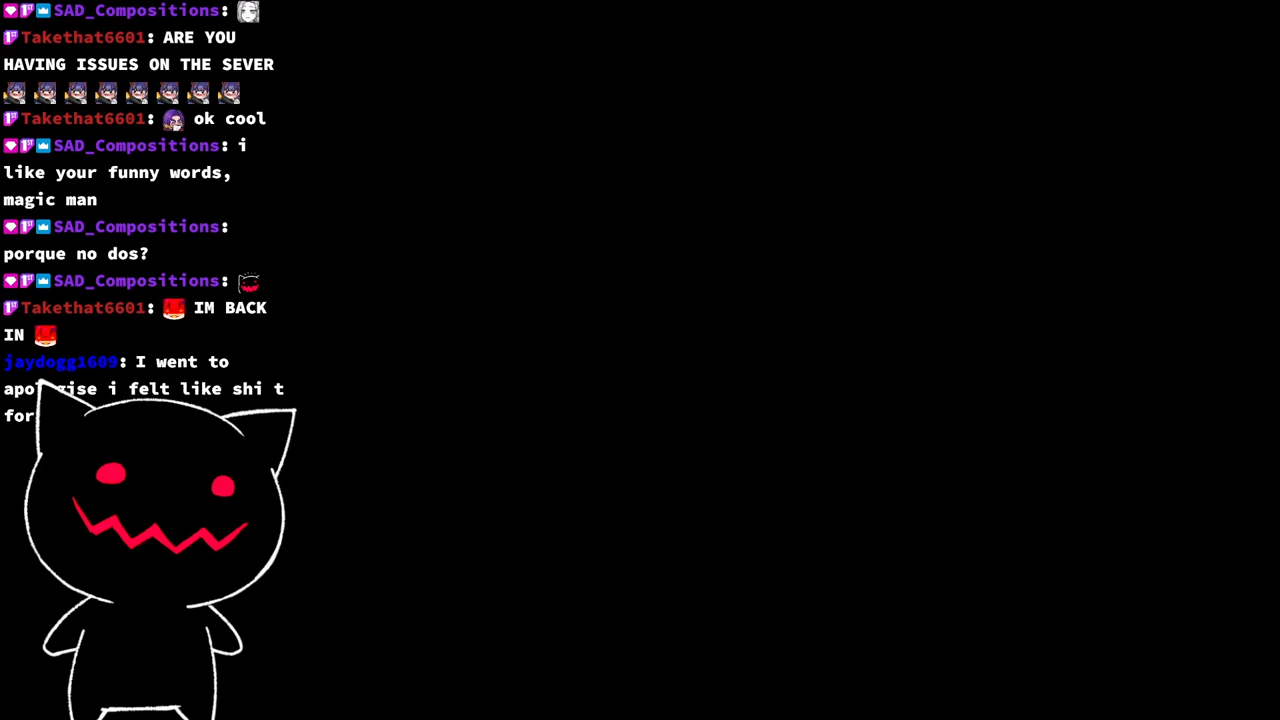 SAD_Compositions:
Takethat6601: ARE YOU
HAVING ISSUES ON THE SEVER
Takethat6601: ok cool
SAD_Compositions: i
like your funny words,
magic man
SAD_Compositions:
porque no dos?
SAD_Compositions:
Takethat6601: IM BACK
IN
jaydogg1609: I went to
i felt like shi t
for